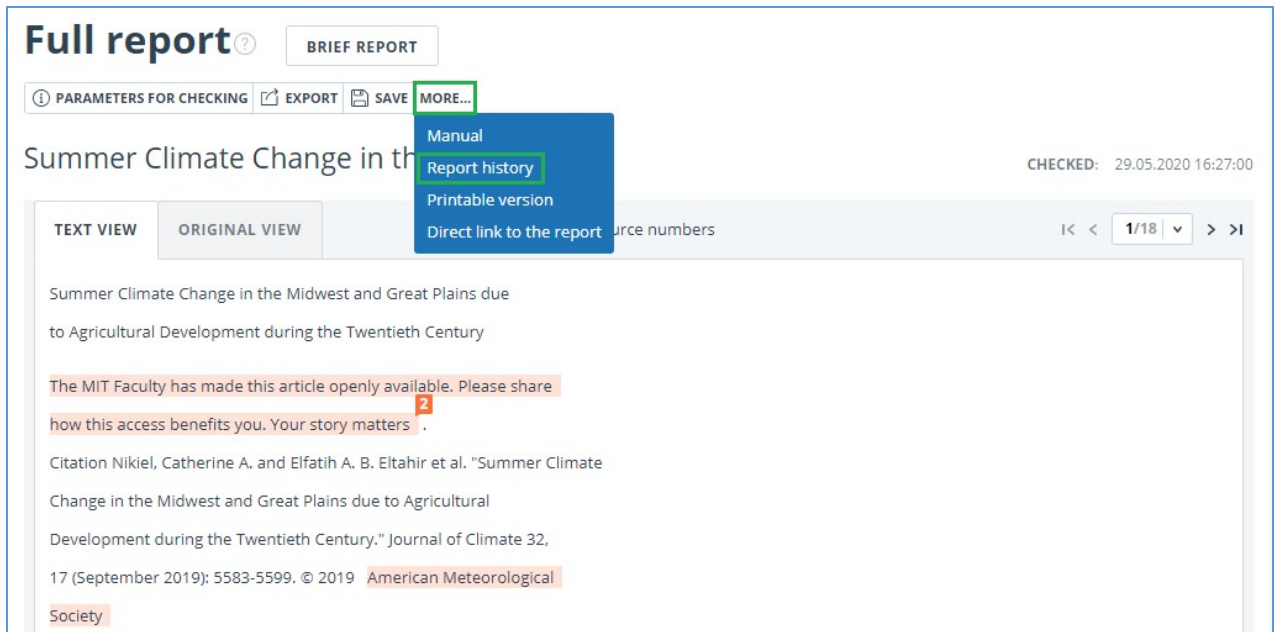 Full report ?
BRIEF REPORT
PARAMETERS FOR CHECKING EXPORT SAVE MORE...
Manual
Report history
Printable version
Direct link to the report
Summer Climate Change in th
CHECKED: 29.05.2020 16:27:00
TEXT VIEW ORIGINAL VIEW urce numbers 1/18
Summer Climate Change in the Midwest and Great Plains due
to Agricultural Development during the Twentieth Century
The MIT Faculty has made this article openly available. Please share
how this access benefits you. Your story matters 2 .
Citation Nikiel, Catherine A. and Elfatih A. B. Eltahir et al. "Summer Climate
Change in the Midwest and Great Plains due to Agricultural
Development during the Twentieth Century." Journal of Climate 32,
17 (September 2019): 5583-5599. © 2019 American Meteorological
Society